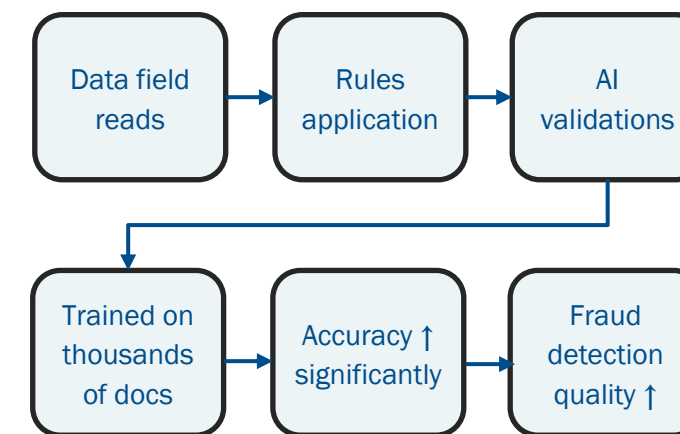 Data field
reads
Rules
application
AI
validations
Trained on
thousands
of docs
Accuracy ↑
significantly
Fraud
detection
quality ↑